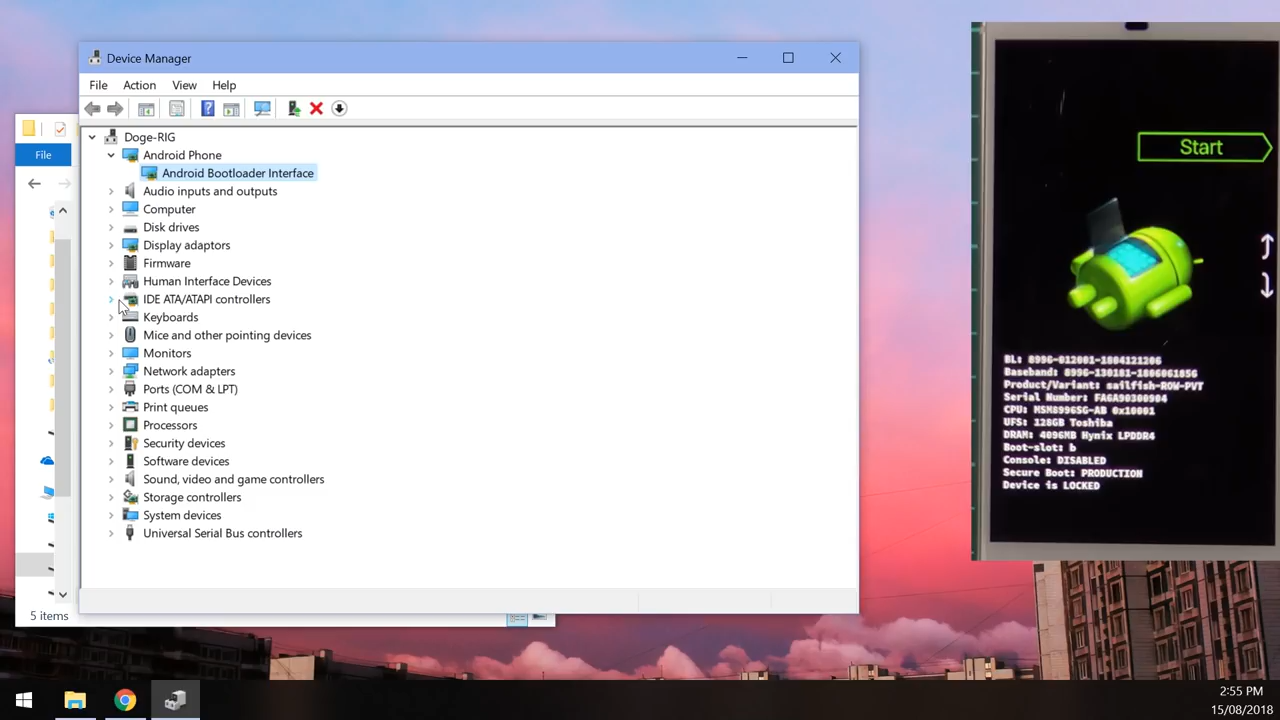 Device Manager
File Action View Help
Doge-RIG
Android Phone
Android Bootloader Interface
Audio inputs and outputs
Computer
Disk drives
Display adaptors
Firmware
Human Interface Devices
IDE ATA/ATAPI controllers
Keyboards
Mice and other pointing devices
Monitors
Network adapters
Ports (COM & LPT)
Print queues
Processors
Security devices
Software devices
Sound, video and game controllers
Storage controllers
System devices
Universal Serial Bus controllers
File
5 items
Start
BL: 8996-012001-1804121206
Baseband: 8996-130181-1806061856
Product/Variant: sailfish-ROW-PVT
Serial Number: FA6A90300904
CPU: MSM8996SG-AB 0x10001
UFS: 128GB Toshiba
DRAM: 4096MB Hynix LPDDR4
Boot-slot: b
Console: DISABLED
Secure Boot: PRODUCTION
Device is LOCKED
2:55 PM
15/08/2018